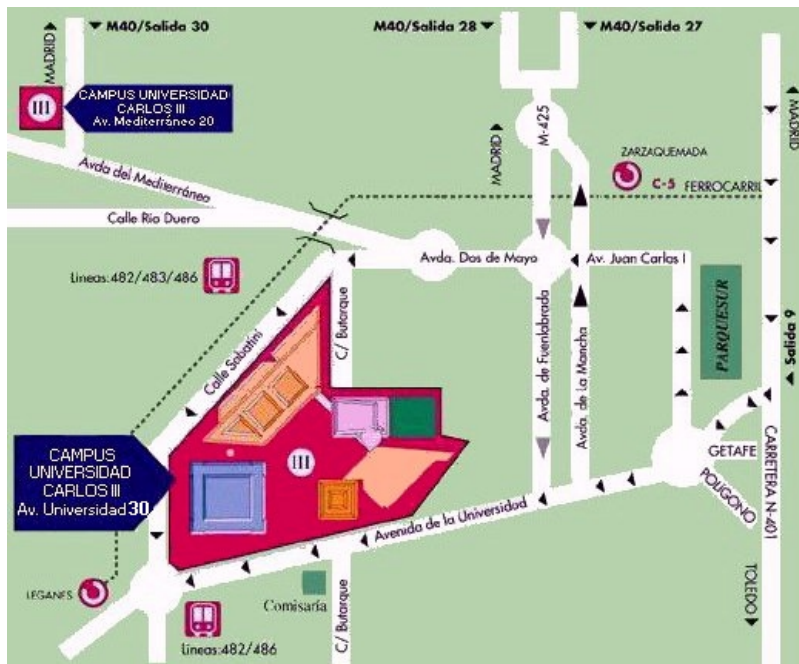 M40/Salida 30
M40/Salida 28
M40/Salida 27
MADRID
CAMPUS UNIVERSIDAD
CARLOS III
Av. Mediterráneo 20
III
MADRID
M-425
MADRID
ZARZAQUEMADA
C-5 FERROCARRIL
Avda del Mediterráneo
Calle Rio Duero
Avda. Dos de Mayo
Av. Juan Carlos I
Lineas:482/483/486
C/ Butarque
Calle Sabatini
Avda. de Fuenlabrada
Avda. de La Mancha
PARQUESUR
Salida 9
CAMPUS
UNIVERSIDAD
CARLOS III
Av. Universidad 30
III
GETAFE
POLIGONO
CARRETERA N-401
Avenida de la Universidad
LEGANES
Comisaría
C/ Butarque
TOLEDO
Lineas:482/486